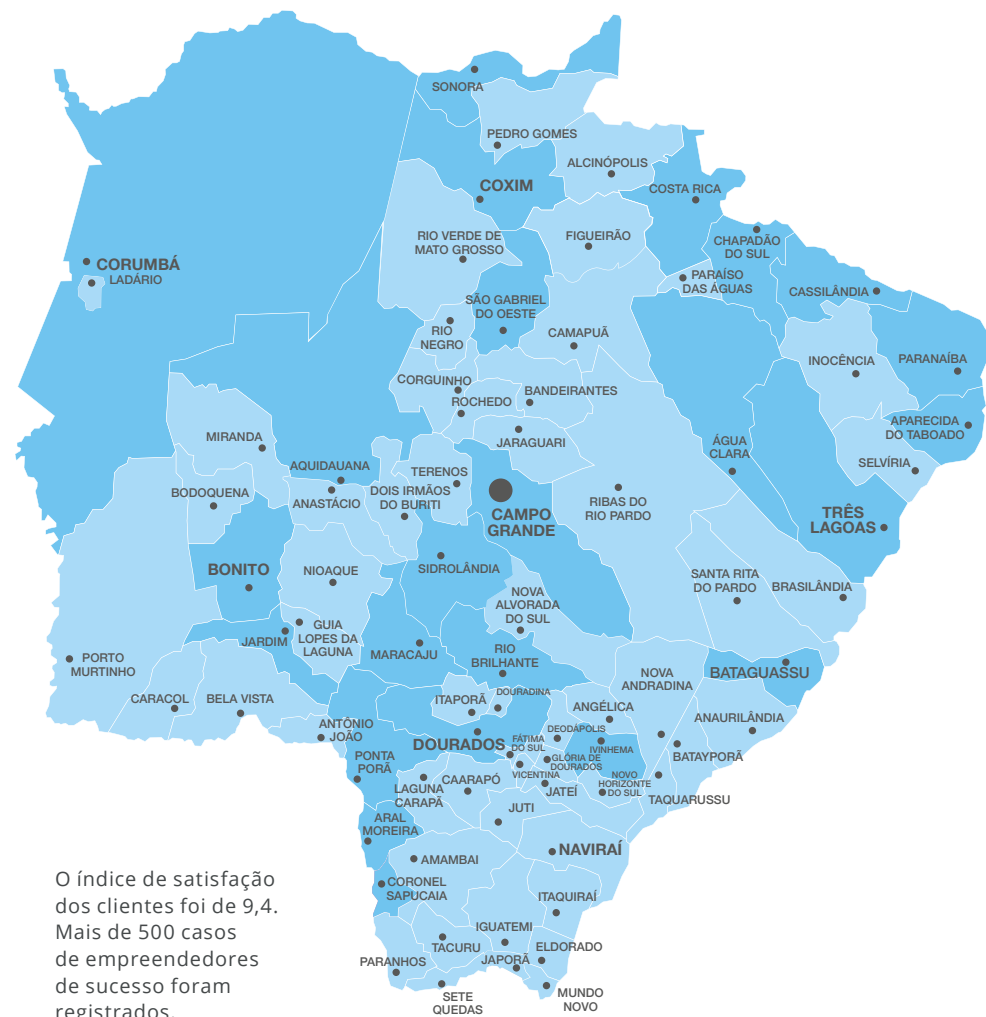 SONORA
PEDRO GOMES
ALCINÓPOLIS
COXIM
COSTA RICA
RIO VERDE DE
MATO GROSSO
FIGUEIRÃO
CHAPADÃO
DO SUL
CORUMBÁ
LADÁRIO
PARAÍSO
DAS ÁGUAS
CASSILÂNDIA
SÃO GABRIEL
DO OESTE
RIO
NEGRO
CAMAPUÃ
INOCÊNCIA
PARANAÍBA
CORGUINHO
ROCHEDO
BANDEIRANTES
APARECIDA
DO TABOADO
MIRANDA
JARAGUARI
ÁGUA
CLARA
AQUIDAUANA
TERENOS
SELVÍRIA
BODOQUENA
ANASTÁCIO
DOIS IRMÃOS
DO BURITI
RIBAS DO
RIO PARDO
CAMPO
GRANDE
TRÊS
LAGOAS
BONITO
NIOAQUE
SIDROLÂNDIA
SANTA RITA
DO PARDO
BRASILÂNDIA
NOVA
ALVORADA
DO SUL
JARDIM
GUIA
LOPES DA
LAGUNA
MARACAJU
RIO
BRILHANTE
PORTO
MURTINHO
NOVA
ANDRADINA
BATAGUASSU
CARACOL
BELA VISTA
ITAPORÃ
DOURADINA
ANGÉLICA
ANAURILÂNDIA
ANTÔNIO
JOÃO
DOURADOS
FÁTIMA
DO SUL
DEODÁPOLIS
IVINHEMA
BATAYPORÃ
PONTA
PORÃ
GLÓRIA DE
DOURADOS
VICENTINA
NOVO
HORIZONTE
DO SUL
LAGUNA
CARAPÃ
CAARAPÓ
JATEÍ
TAQUARUSSU
JUTI
ARAL
MOREIRA
NAVIRAÍ
AMAMBAI
CORONEL
SAPUCAIA
ITAQUIRAÍ
IGUATEMI
TACURU
ELDORADO
PARANHOS
JAPORÃ
SETE
QUEDAS
MUNDO
NOVO
O índice de satisfação
dos clientes foi de 9,4.
Mais de 500 casos
de empreendedores
de sucesso foram
registrados.